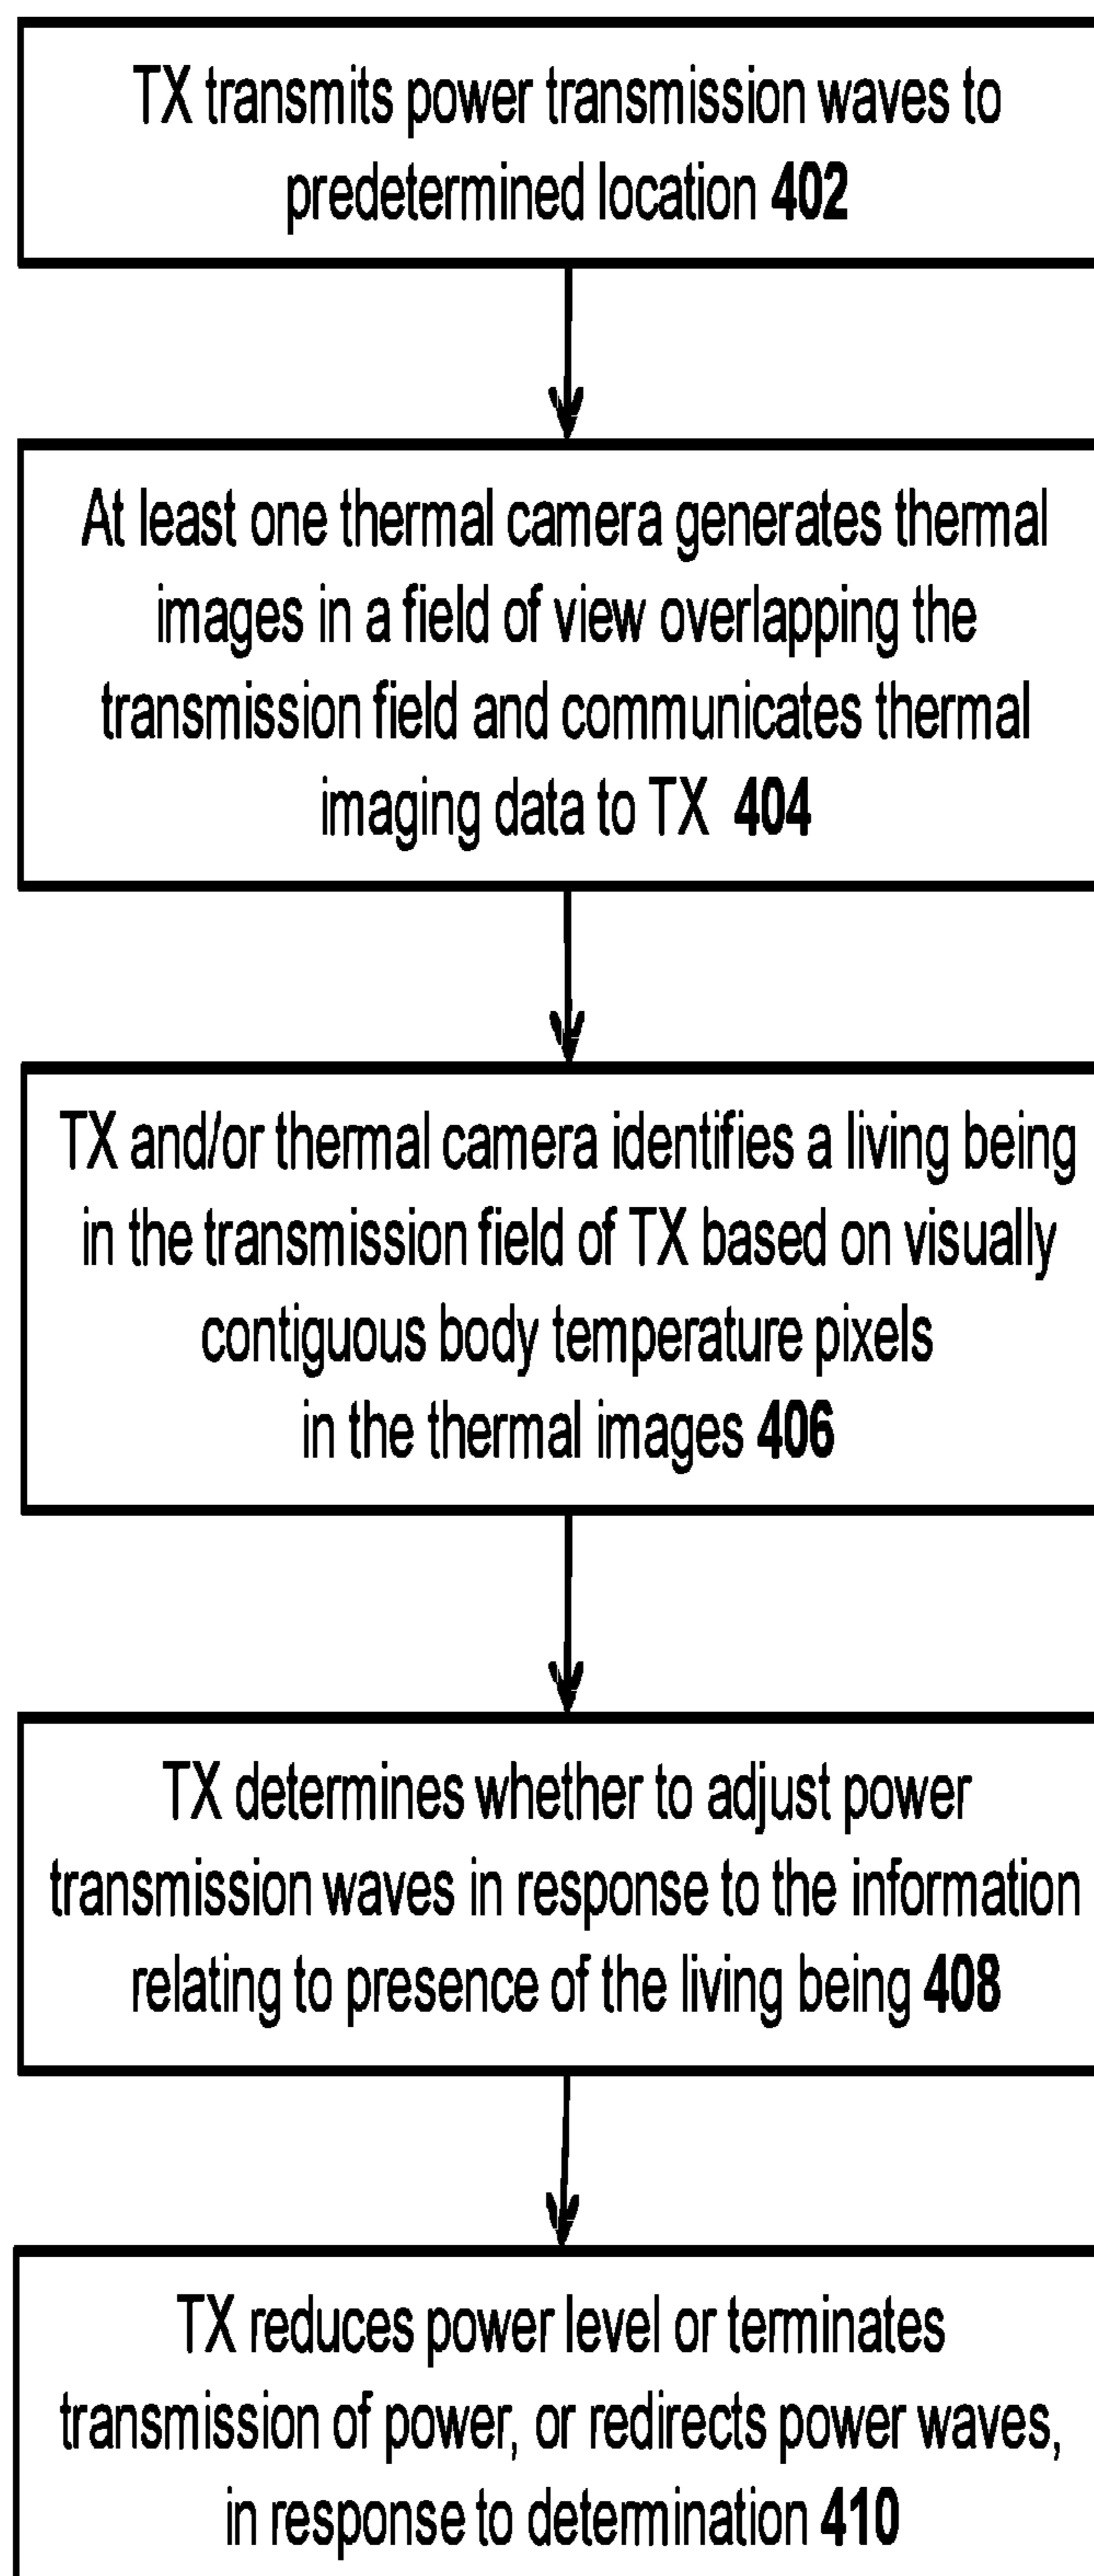 TX transmits power transmission waves to
predetermined location 402
At least one thermal camera generates thermal
images in a field of view overlapping the
transmission field and communicates thermal
imaging data to TX 404
TX and/or thermal camera identifies a living being
in the transmission field of TX based on visually
contiguous body temperature pixels
in the thermal images 406
TX determines whether to adjust power
transmission waves in response to the information
relating to presence of the living being 408
TX reduces power level or terminates
transmission of power, or redirects power waves,
in response to determination 410